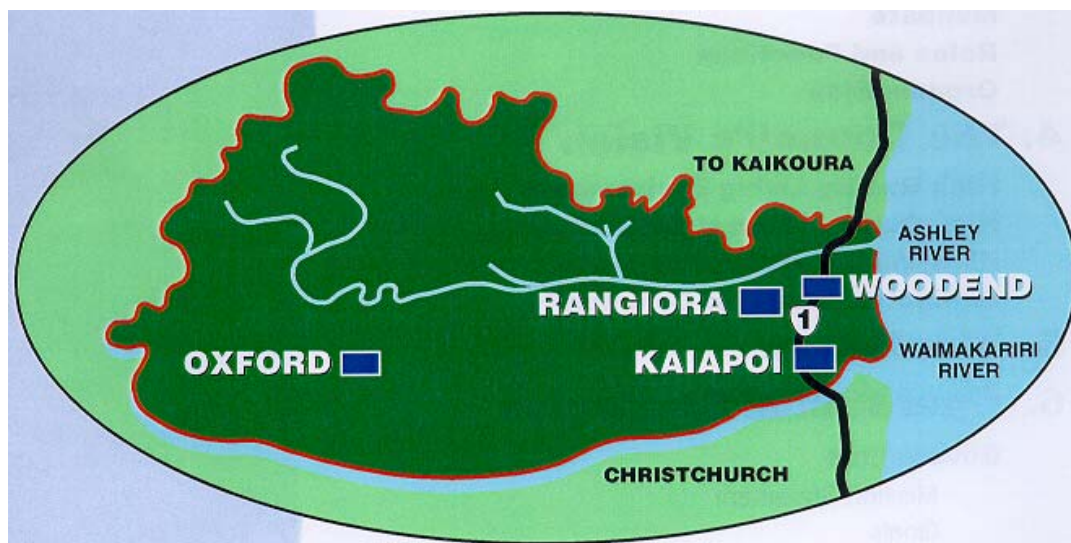 TO KAIKOURA
ASHLEY
RIVER
WOODEND
RANGIORA
1
OXFORD
KAIAPOI
WAIMAKARIRI
RIVER
CHRISTCHURCH